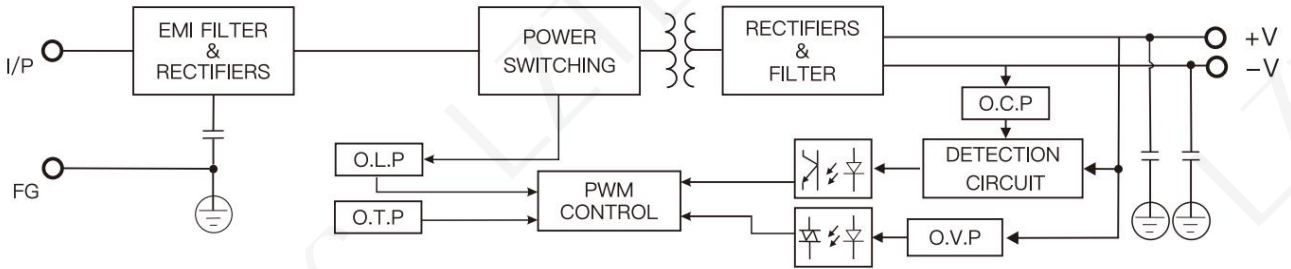 EMI FILTER
&
RECTIFIERS
POWER
SWITCHING
RECTIFIERS
&
FILTER
+V
−V
I/P
O.C.P
O.L.P
DETECTION
CIRCUIT
FG
PWM
CONTROL
O.T.P
O.V.P